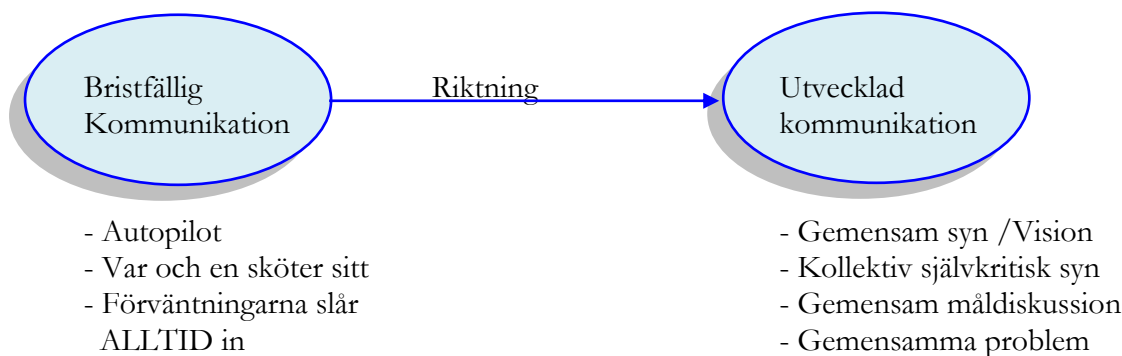 Bristfällig
Kommunikation
Riktning
Utvecklad
kommunikation
- Autopilot
- Var och en sköter sitt
- Förväntningarna slår
ALLTID in
- Gemensam syn /Vision
- Kollektiv självkritisk syn
- Gemensam måldiskussion
- Gemensamma problem